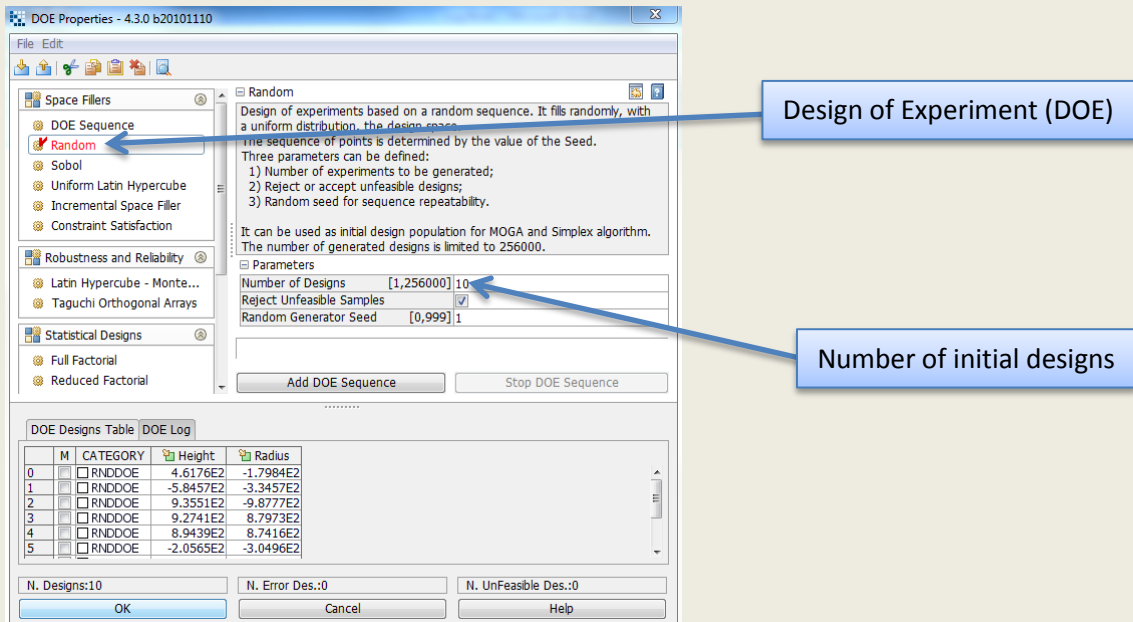 DOE Properties - 4.3.0 b20101110
File Edit
Space Fillers
DOE Sequence
Random
Sobol
Uniform Latin Hypercube
Incremental Space Filler
Constraint Satisfaction
Robustness and Reliability
Latin Hypercube - Monte...
Taguchi Orthogonal Arrays
Statistical Designs
Full Factorial
Reduced Factorial
Random
Design of experiments based on a random sequence. It fills randomly, with
a uniform distribution, the design space.
The sequence of points is determined by the value of the Seed.
Three parameters can be defined:
1) Number of experiments to be generated;
2) Reject or accept unfeasible designs;
3) Random seed for sequence repeatability.
It can be used as initial design population for MOGA and Simplex algorithm.
The number of generated designs is limited to 256000.
Parameters
Number of Designs [1,256000] 10
Reject Unfeasible Samples
Random Generator Seed [0,999] 1
Add DOE Sequence Stop DOE Sequence
Design of Experiment (DOE)
Number of initial designs
DOE Designs Table DOE Log
M CATEGORY Height Radius
0 RNDDOE 4.6176E2 -1.7984E2
1 RNDDOE -5.8457E2 -3.3457E2
2 RNDDOE 9.3551E2 -9.8777E2
3 RNDDOE 9.2741E2 8.7973E2
4 RNDDOE 8.9439E2 8.7416E2
5 RNDDOE -2.0565E2 -3.0496E2
N. Designs:10 N. Error Des.:0 N. UnFeasible Des.:0
OK Cancel Help